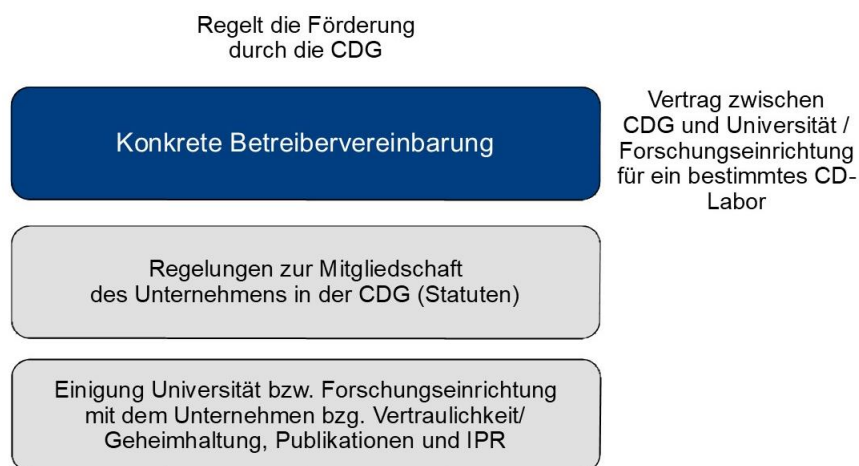 Regelt die Förderung
durch die CDG
Konkrete Betreibervereinbarung
Vertrag zwischen
CDG und Universität /
Forschungseinrichtung
für ein bestimmtes CD-
Labor
Regelungen zur Mitgliedschaft
des Unternehmens in der CDG (Statuten)
Einigung Universität bzw. Forschungseinrichtung
mit dem Unternehmen bzg. Vertraulichkeit/
Geheimhaltung, Publikationen und IPR